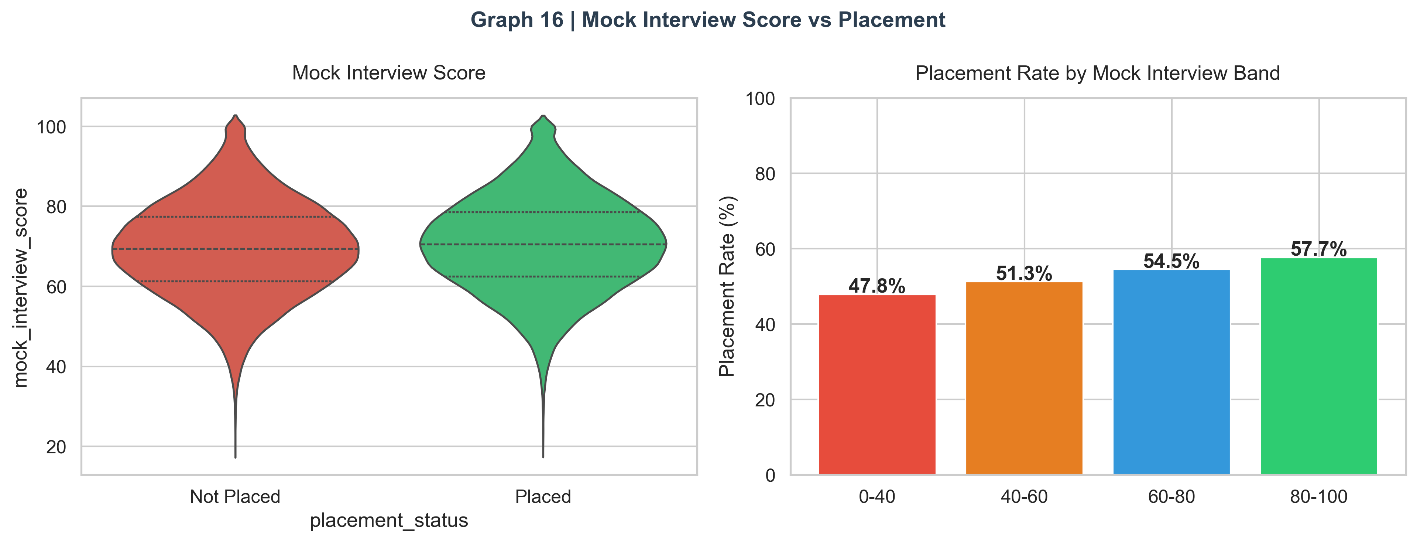 Graph 16 | Mock Interview Score vs Placement
Mock Interview Score
mock_interview_score
100
80
60
40
20
Not Placed
Placed
placement_status
Placement Rate by Mock Interview Band
Placement Rate (%)
100
80
60
40
20
0
47.8%
51.3%
54.5%
57.7%
0-40
40-60
60-80
80-100